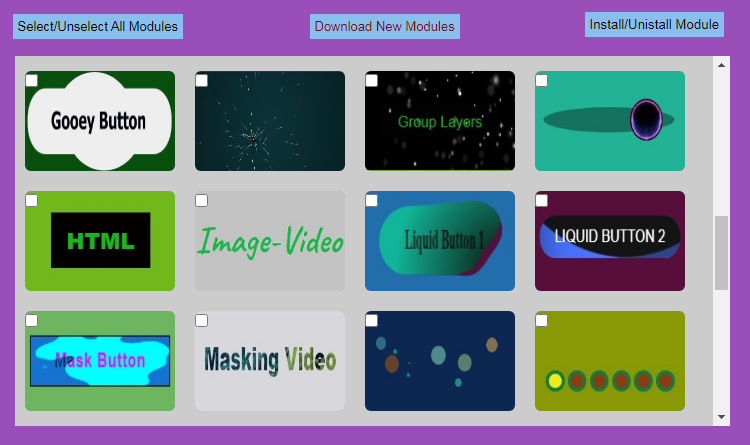 Select/Unselect All Modules
Download New Modules
Install/Unistall Module
Gooey Button
Group Layers
HTML
Image-Video
Liquid Button 1
LIQUID BUTTON 2
Mask Button
Masking Video